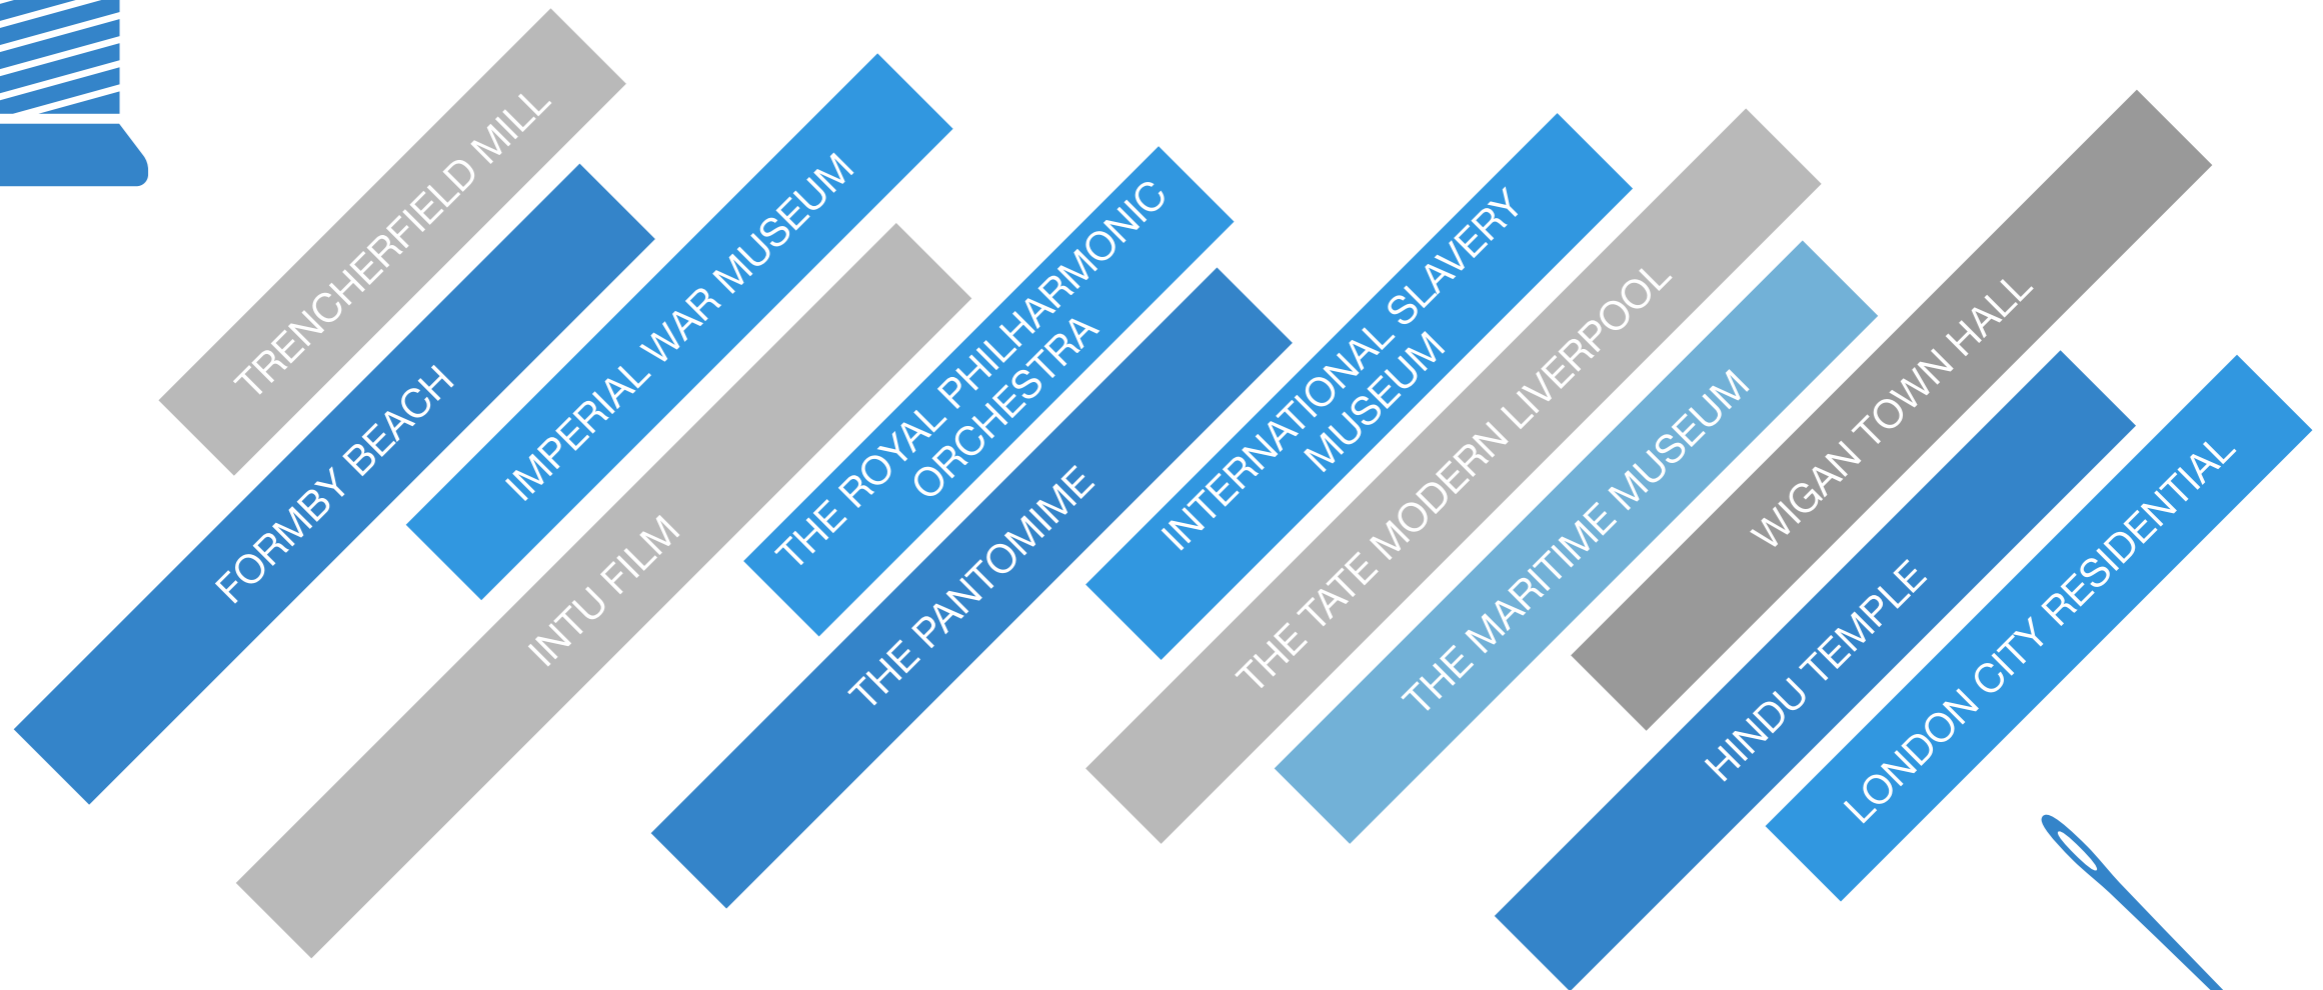 TRENCHERFIELD MILL
FORMBY BEACH
IMPERIAL WAR MUSEUM
INTU FILM
THE ROYAL PHILHARMONIC
ORCHESTRA
THE PANTOMIME
INTERNATIONAL SLAVERY
MUSEUM
THE TATE MODERN LIVERPOOL
THE MARITIME MUSEUM
WIGAN TOWN HALL
HINDU TEMPLE
LONDON CITY RESIDENTIAL